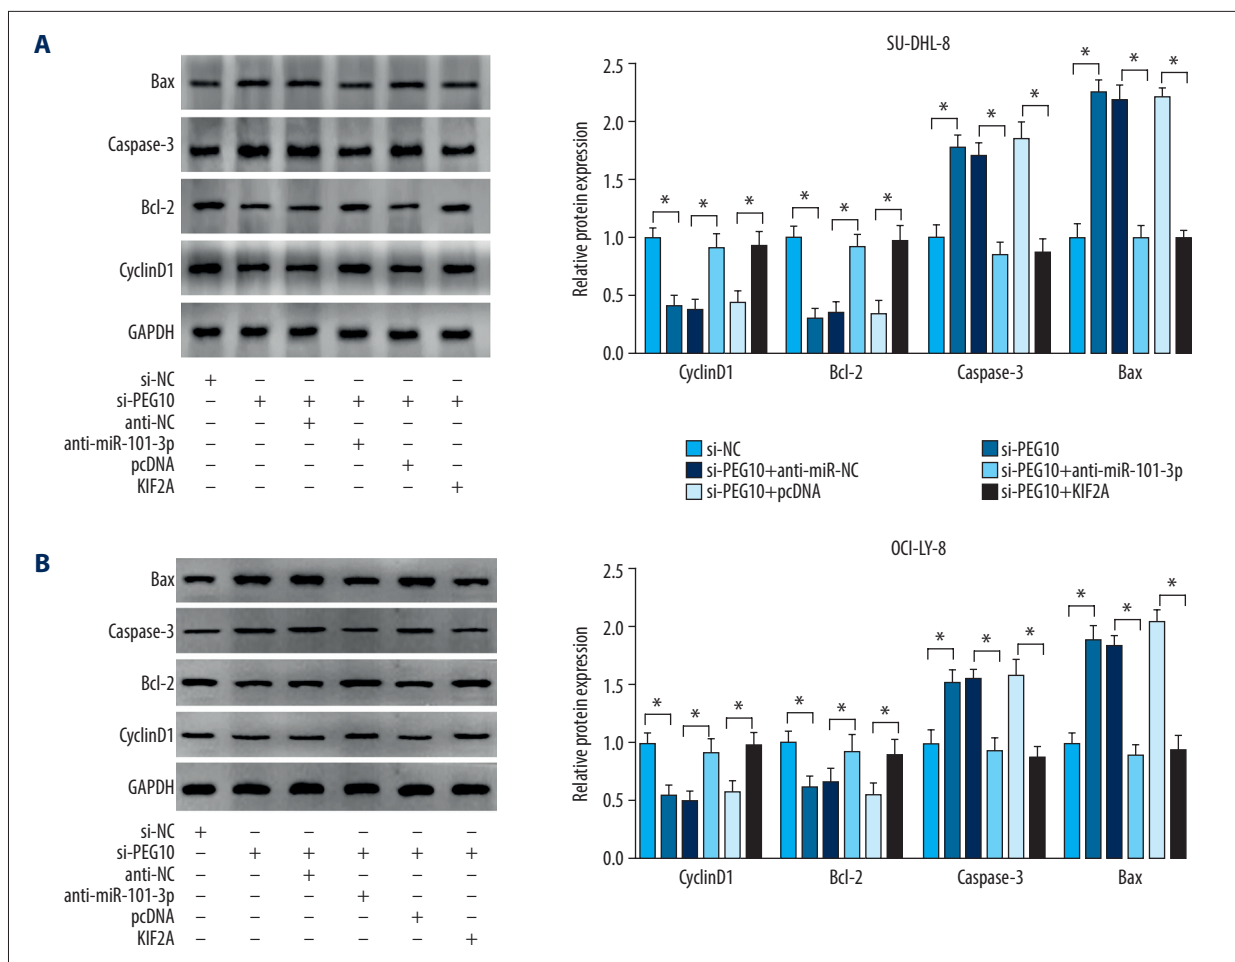 A
Bax
Caspase-3
Bcl-2
CyclinD1
GAPDH
si-NC + – – – – –
si-PEG10 – + + + + +
anti-NC – – + – – –
anti-miR-101-3p – – – + – –
pcDNA – – – – + –
KIF2A – – – – – +
SU-DHL-8
Relative protein expression
2.5
2.0
1.5
1.0
0.5
0.0
* * * * * * * * * * * *
CyclinD1 Bcl-2 Caspase-3 Bax
si-NC si-PEG10
si-PEG10+anti-miR-NC si-PEG10+anti-miR-101-3p
si-PEG10+pcDNA si-PEG10+KIF2A
B
Bax
Caspase-3
Bcl-2
CyclinD1
GAPDH
si-NC + – – – – –
si-PEG10 – + + + + +
anti-NC – – + – – –
anti-miR-101-3p – – – + – –
pcDNA – – – – + –
KIF2A – – – – – +
OCI-LY-8
Relative protein expression
2.5
2.0
1.5
1.0
0.5
0.0
* * * * * * * * * * * *
CyclinD1 Bcl-2 Caspase-3 Bax